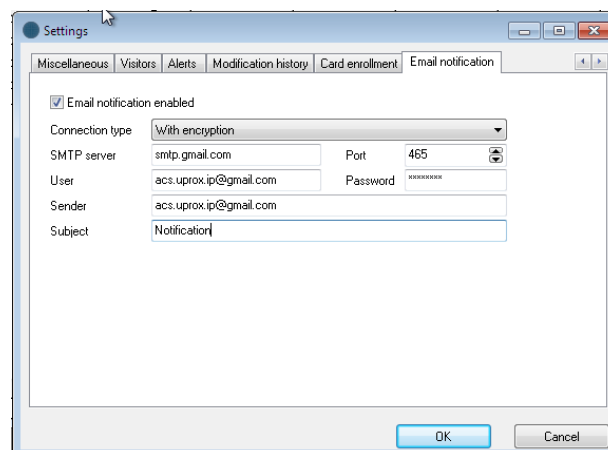 Settings
Miscellaneous Visitors Alerts Modification history Card enrollment Email notification
Email notification enabled
Connection type With encryption
SMTP server smtp.gmail.com Port 465
User acs.uprox.ip@gmail.com Password ********
Sender acs.uprox.ip@gmail.com
Subject Notification
OK Cancel